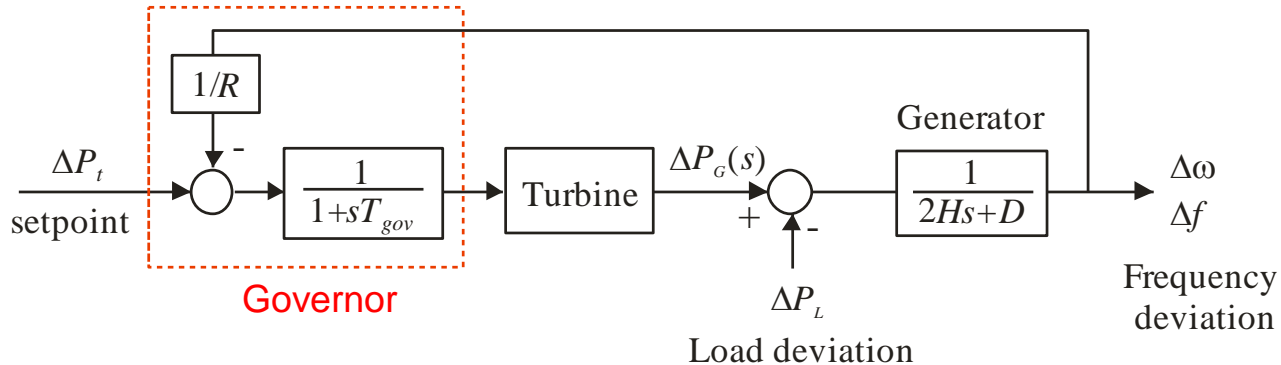 1/R
-
ΔP_t
setpoint
1
1+sT_gov
Governor
Turbine
ΔP_G(s)
+
-
ΔP_L
Load deviation
Generator
1
2Hs+D
Δω
Δf
Frequency
deviation